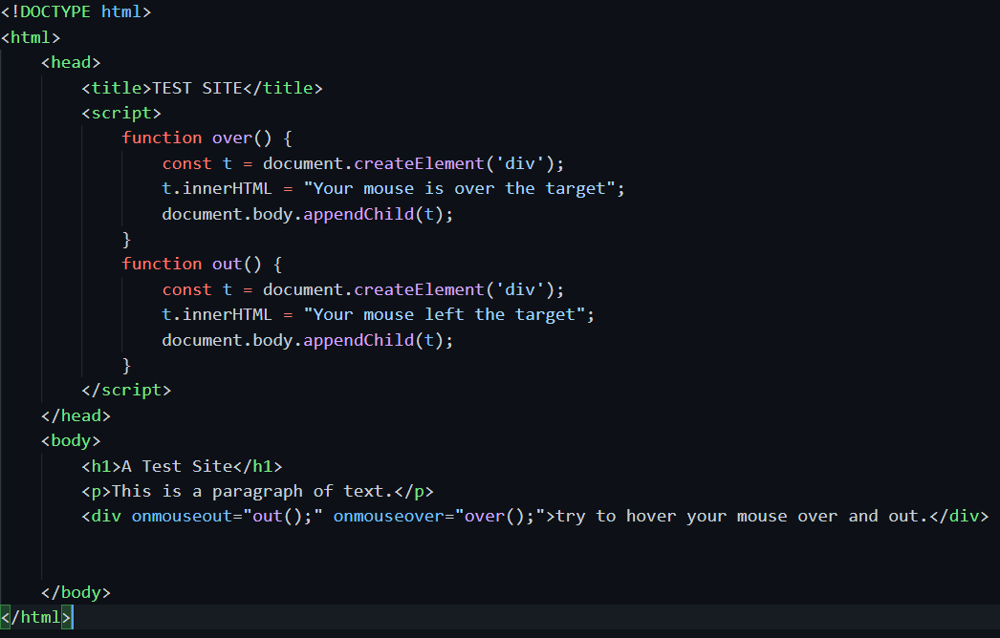 <!DOCTYPE html>
<html>
    <head>
        <title>TEST SITE</title>
        <script>
            function over() {
                const t = document.createElement('div');
                t.innerHTML = "Your mouse is over the target";
                document.body.appendChild(t);
            }
            function out() {
                const t = document.createElement('div');
                t.innerHTML = "Your mouse left the target";
                document.body.appendChild(t);
            }
        </script>
    </head>
    <body>
        <h1>A Test Site</h1>
        <p>This is a paragraph of text.</p>
        <div onmouseout="out();" onmouseover="over();">try to hover your mouse over and out.</div>
    </body>
</html>